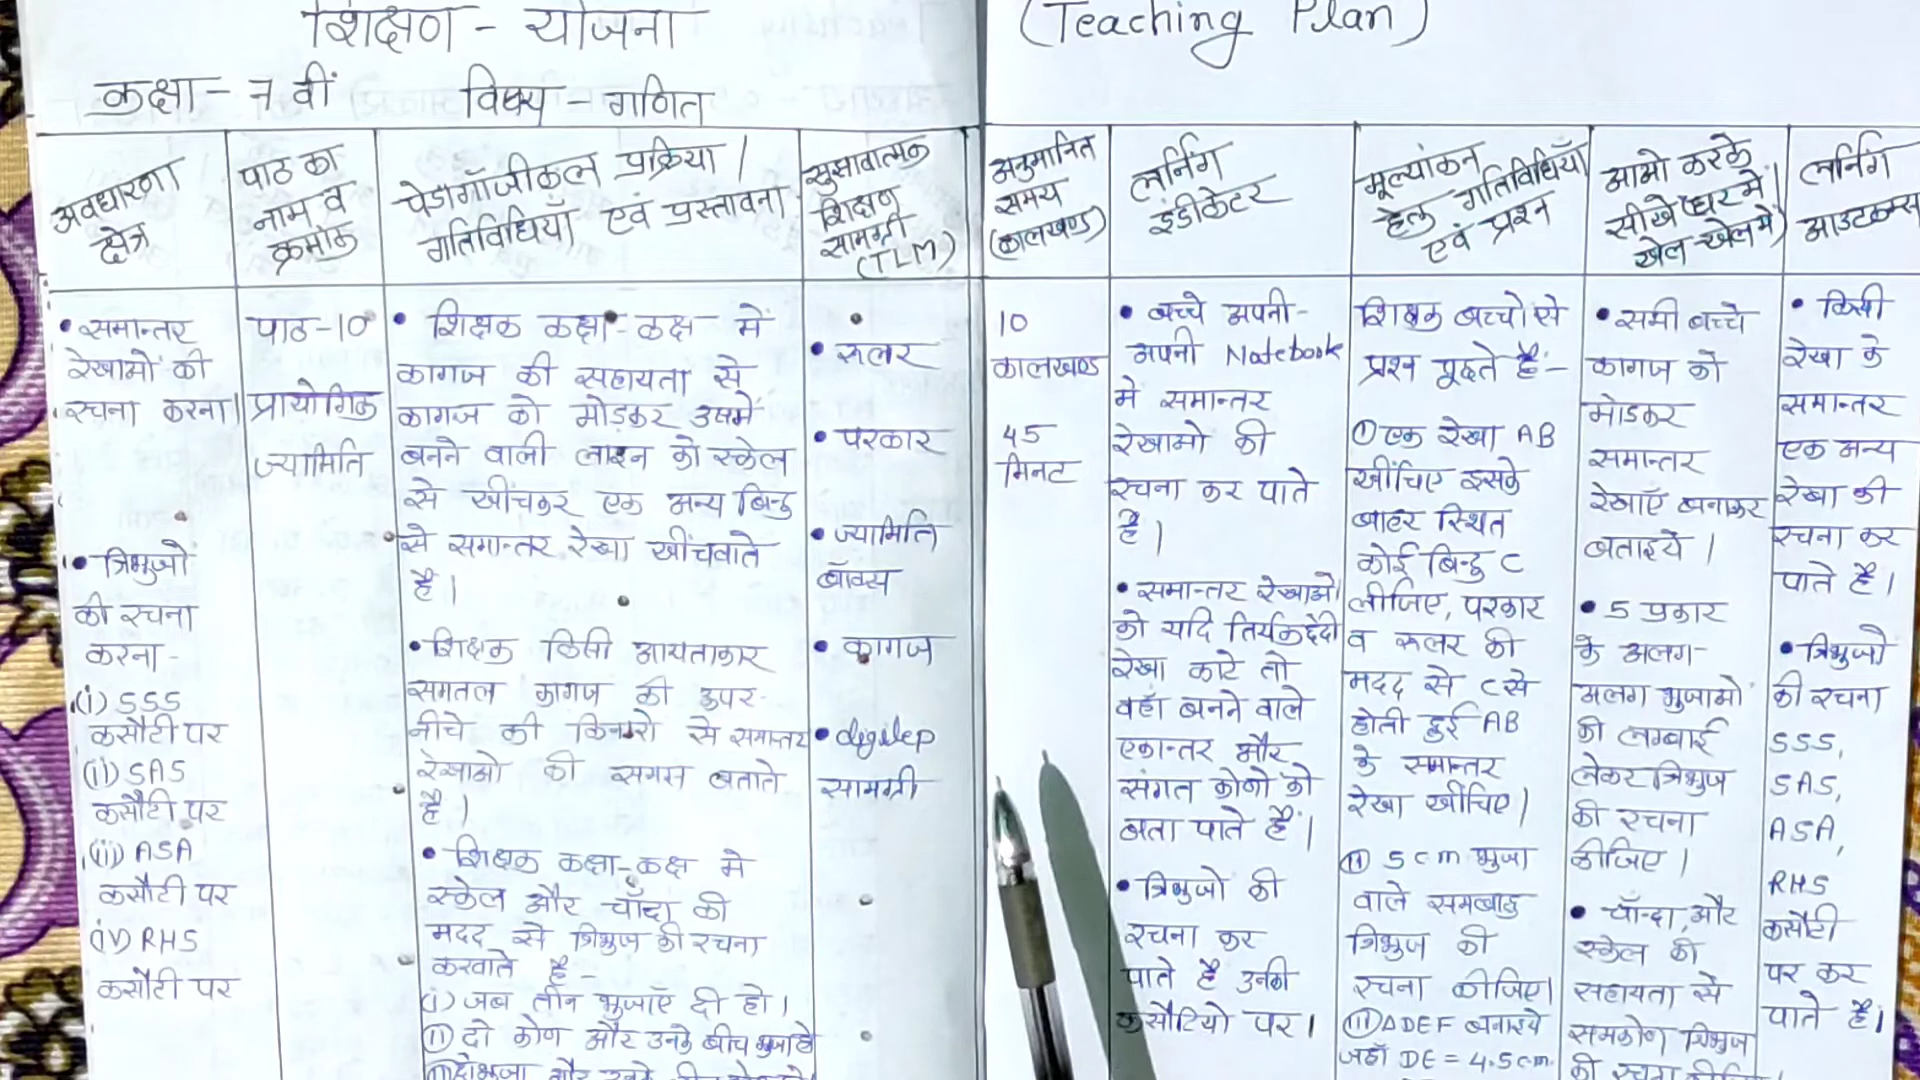 शिक्षण - योजना (Teaching Plan)
कक्षा - 7 वीं विषय - गणित
अवधारणा
क्षेत्र
पाठ का
नाम व
क्रमांक
पेडागॉजीकल प्रक्रिया /
गतिविधियाँ एवं प्रस्तावना
सुझावात्मक
शिक्षण
सामग्री
(TLM)
अनुमानित
समय
(कालखण्ड)
लर्निंग
इंडीकेटर
मूल्यांकन
हेतु गतिविधियाँ
एवं प्रश्न
आओ करके
सीखे (घर में/
खेल-खेल में)
लर्निंग
आउटकम्स
• समान्तर
रेखाओं की
रचना करना।
• त्रिभुजों
की रचना
करना -
(i) SSS
कसौटी पर
(ii) SAS
कसौटी पर
(iii) ASA
कसौटी पर
(iv) RHS
कसौटी पर
पाठ-10
प्रायोगिक
ज्यामिति
• शिक्षक कक्षा कक्ष में
कागज की सहायता से
कागज को मोड़कर उसमें
बनने वाली लाइन को स्केल
से खींचकर एक अन्य बिन्दु
से समान्तर रेखा खींचवाते
है।
• शिक्षक किसी आयताकार
समतल कागज की उपर-
नीचे की किनारो से समान्तर
रेखाओ की समझ बताते
है।
• शिक्षक कक्षा-कक्ष मे
स्केल और चाँदा की
मदद से त्रिभुज की रचना
करवाते है -
(i) जब तीन भुजाएँ दी हो।
(ii) दो कोण और उनके बीच भुजा हो
• रूलर
• परकार
• ज्यामिति
बॉक्स
• कागज
• digilep
सामग्री
10
कालखण्ड
45
मिनट
• बच्चे अपनी-
अपनी Notebook
मे समान्तर
रेखाओ की
रचना कर पाते
है।
• समान्तर रेखाओ
को यदि तिर्यकछेदी
रेखा काटे तो
वहाँ बनने वाले
एकान्तर और
संगत कोणो को
बता पाते है।
• त्रिभुजो की
रचना कर
पाते है उनकी
कसौटियो पर।
शिक्षक बच्चो से
प्रश्न पूछते है -
(i) एक रेखा AB
खींचिए इसके
बाहर स्थित
कोई बिन्दु C
लीजिए, परकार
व रूलर की
मदद से C से
होती हुई AB
के समान्तर
रेखा खींचिए।
(ii) 5 cm भुजा
वाले समबाहु
त्रिभुज की
रचना कीजिए।
(iii) ΔDEF बनाइये
जहाँ DE = 4.5 cm
• सभी बच्चे
कागज को
मोडकर
समान्तर
रेखाएँ बनाकर
बताइये।
• 5 प्रकार
के अलग-
अलग भुजाओ
की लम्बाई
लेकर त्रिभुज
की रचना
कीजिए।
• चाँन्दा, और
स्केल की
सहायता से
समकोण त्रिभुज
• किसी
रेखा के
समान्तर
एक अन्य
रेखा की
रचना कर
पाते है।
• त्रिभुजो
की रचना
SSS,
SAS,
ASA,
RHS
कसौटी
पर कर
पाते है।